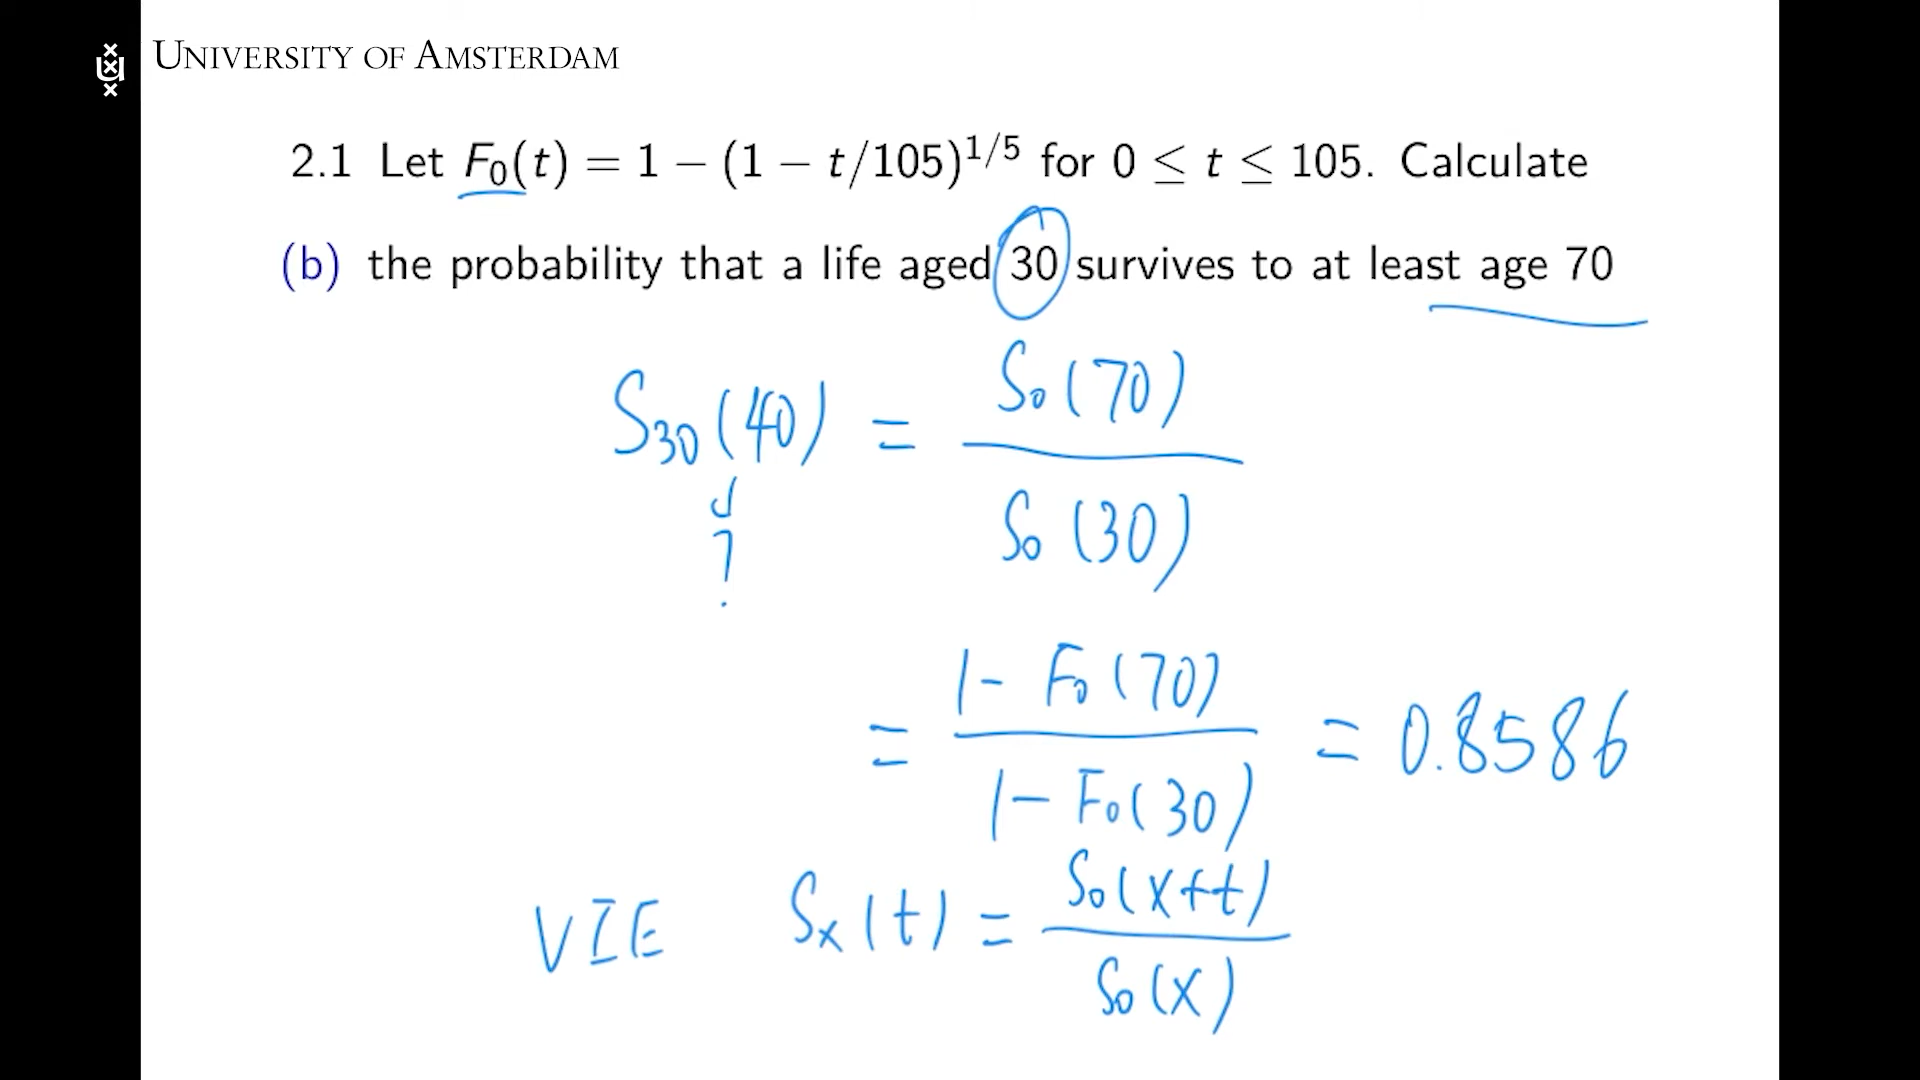 UNIVERSITY OF AMSTERDAM
2.1 Let F₀(t) = 1 − (1 − t/105)^{1/5} for 0 ≤ t ≤ 105. Calculate
(b) the probability that a life aged 30 survives to at least age 70
S₃₀(40) = S₀(70) / S₀(30)
?
= (1 - F₀(70)) / (1 - F₀(30)) = 0.8586
VIE Sₓ(t) = S₀(x+t) / S₀(x)